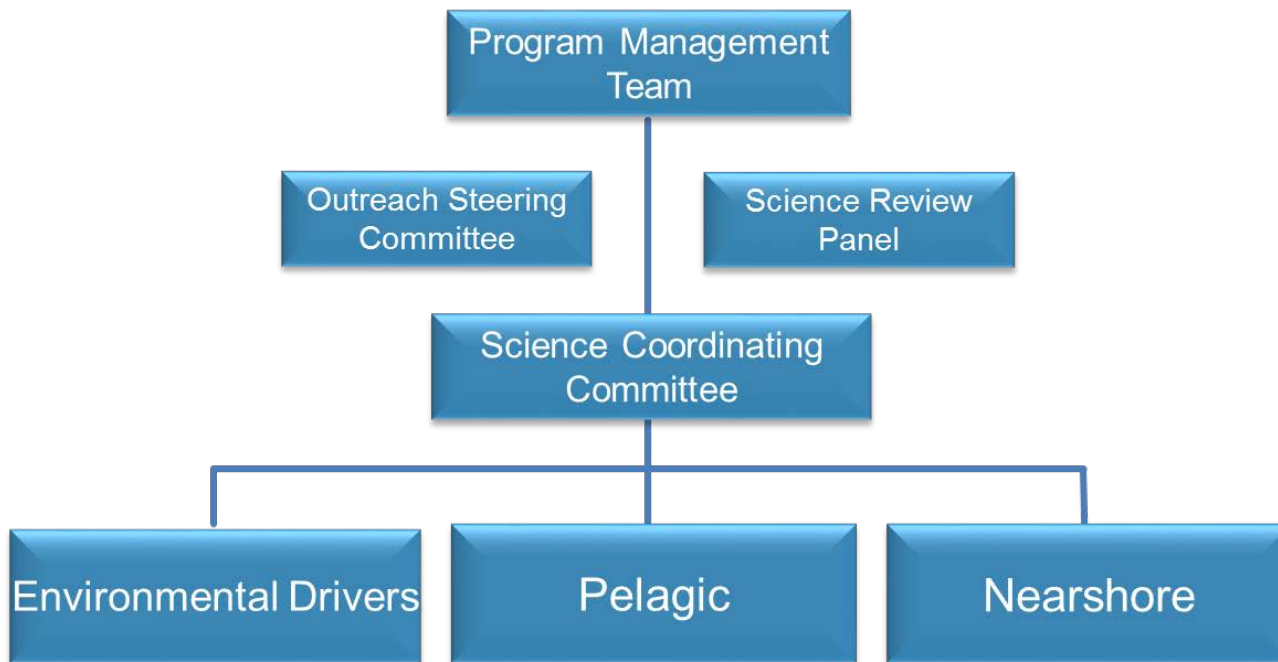 Program Management
Team
Outreach Steering
Committee
Science Review
Panel
Science Coordinating
Committee
Environmental Drivers
Pelagic
Nearshore